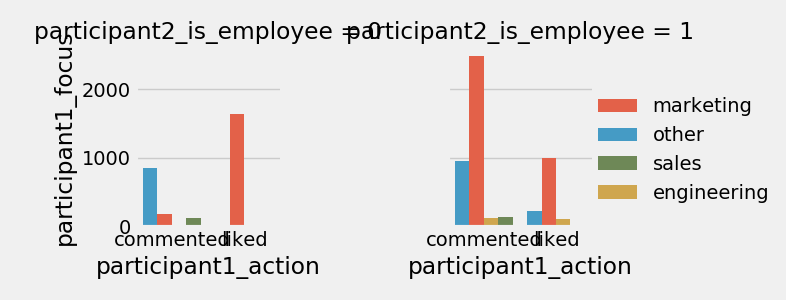 participant2_is_employee = 0
participant2_is_employee = 1
participant1_focus
2000
1000
0
commented
liked
commented
liked
participant1_action
participant1_action
marketing
other
sales
engineering